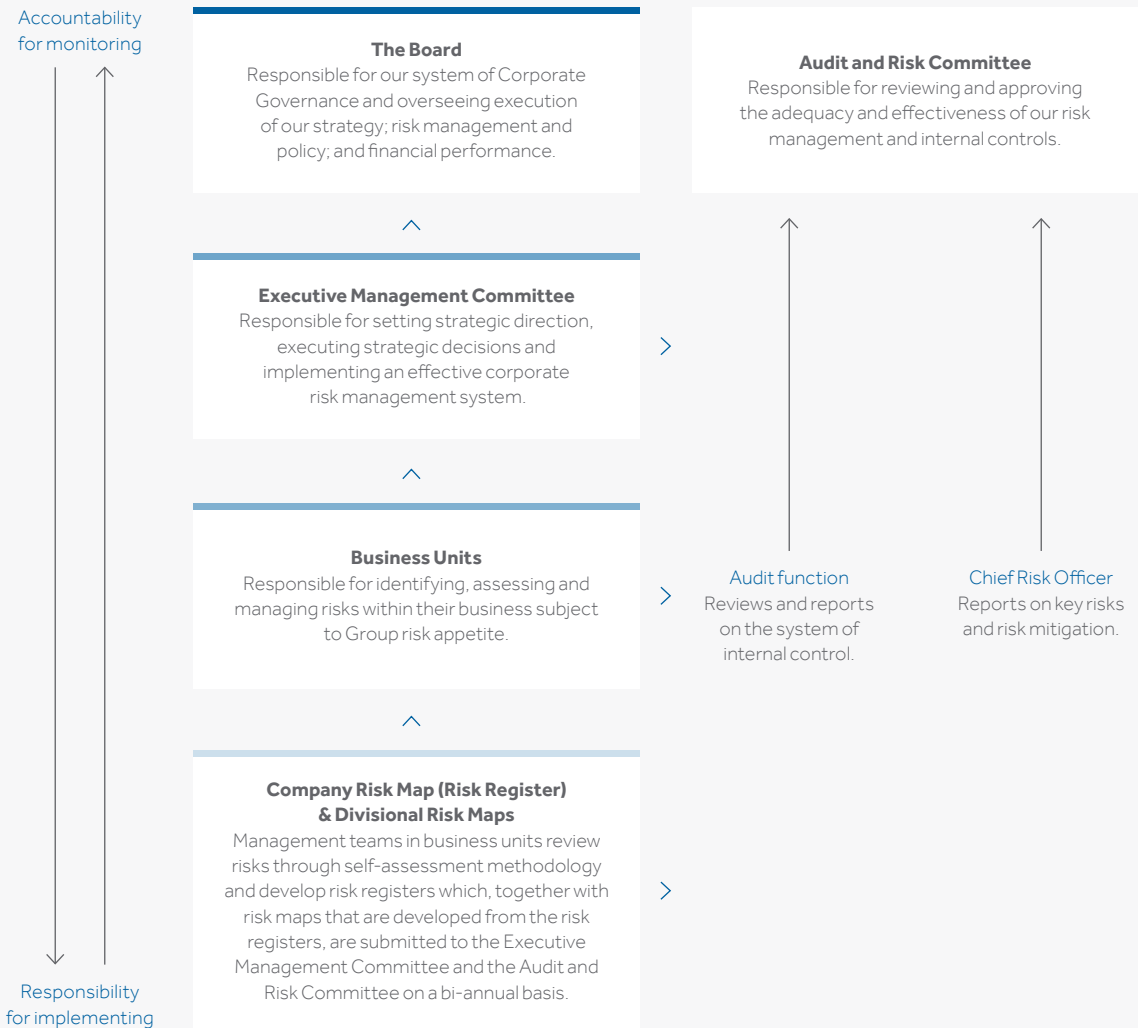 Accountability
for monitoring
The Board
Responsible for our system of Corporate
Governance and overseeing execution
of our strategy; risk management and
policy; and financial performance.
Audit and Risk Committee
Responsible for reviewing and approving
the adequacy and effectiveness of our risk
management and internal controls.
Executive Management Committee
Responsible for setting strategic direction,
executing strategic decisions and
implementing an effective corporate
risk management system.
Business Units
Responsible for identifying, assessing and
managing risks within their business subject
to Group risk appetite.
Audit function
Reviews and reports
on the system of
internal control.
Chief Risk Officer
Reports on key risks
and risk mitigation.
Company Risk Map (Risk Register)
& Divisional Risk Maps
Management teams in business units review
risks through self-assessment methodology
and develop risk registers which, together with
risk maps that are developed from the risk
registers, are submitted to the Executive
Management Committee and the Audit and
Risk Committee on a bi-annual basis.
Responsibility
for implementing